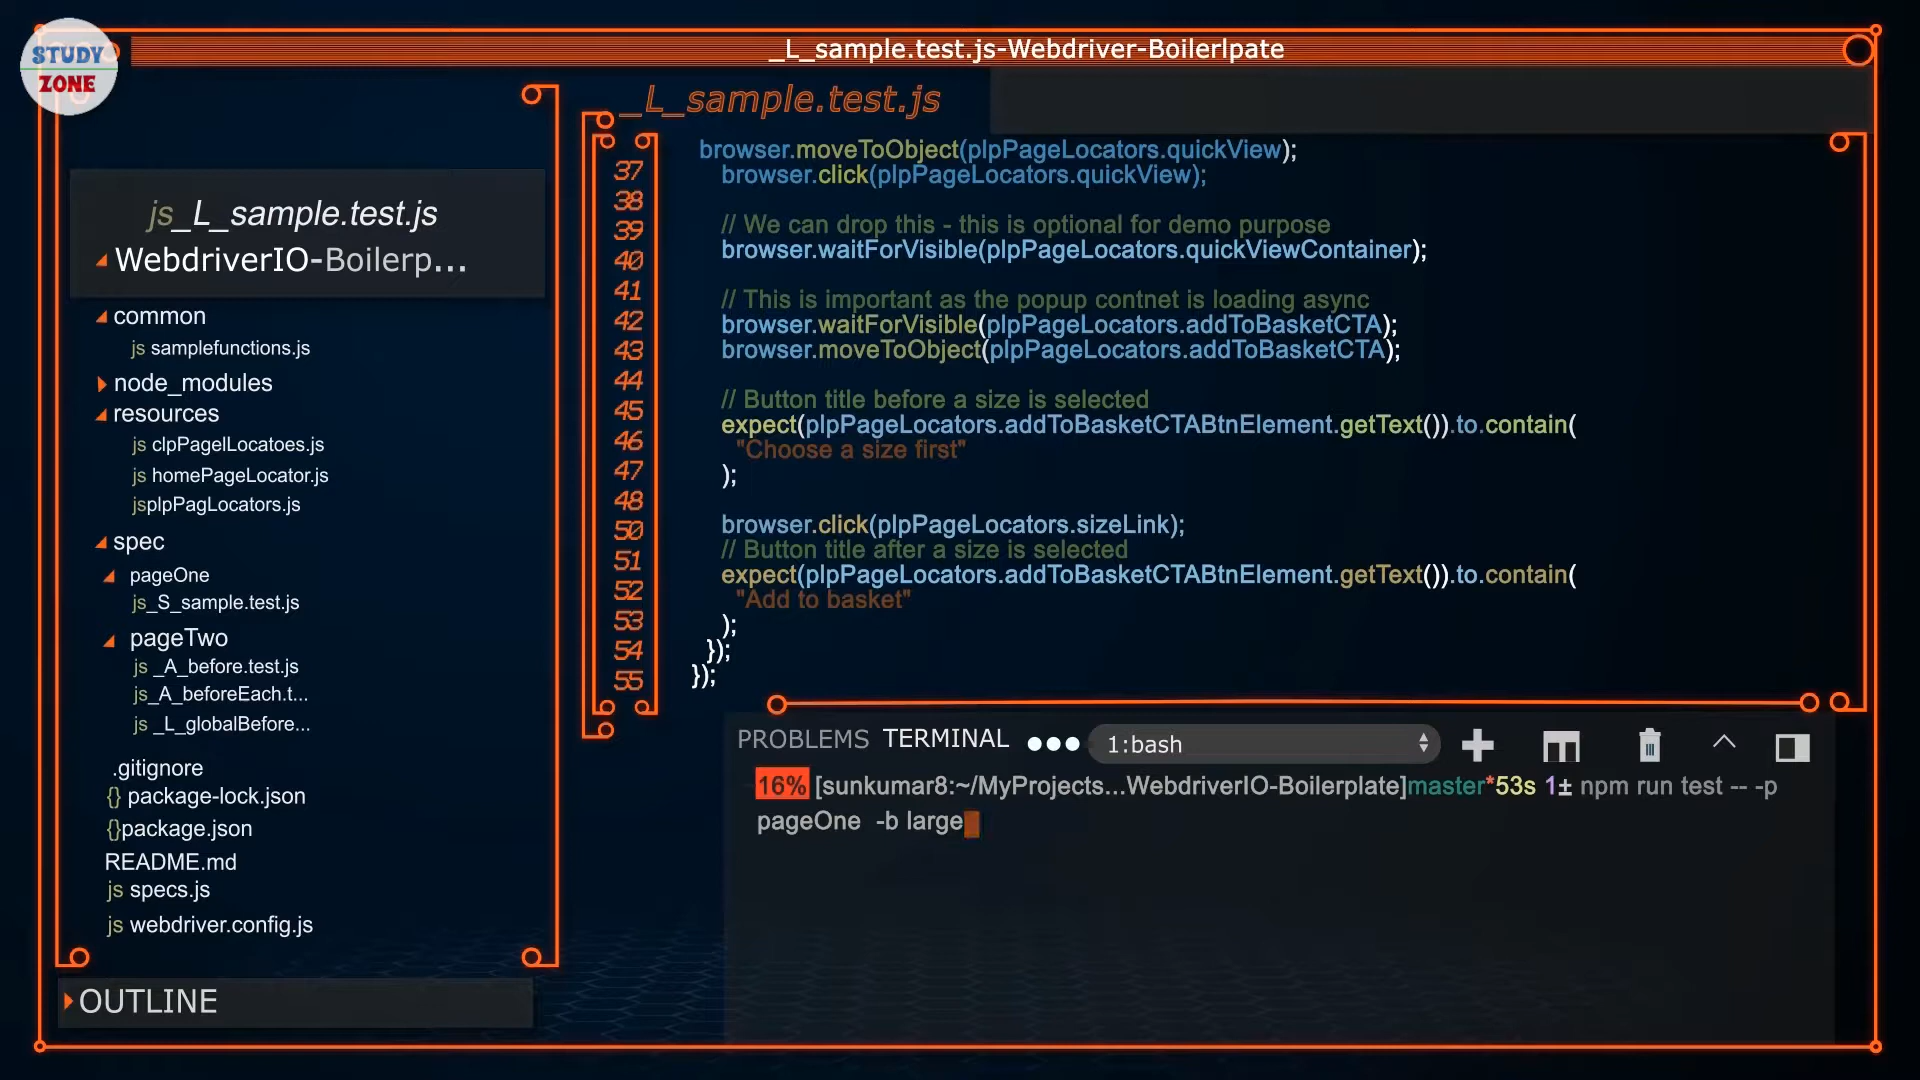 STUDY
ZONE
_L_sample.test.js-Webdriver-Boilerlpate
js_L_sample.test.js
WebdriverIO-Boilerp...
common
js samplefunctions.js
node_modules
resources
js clpPagelLocatoes.js
js homePageLocator.js
jsplpPagLocators.js
spec
pageOne
js_S_sample.test.js
pageTwo
js _A_before.test.js
js_A_beforeEach.t...
js _L_globalBefore...
.gitignore
{} package-lock.json
{}package.json
README.md
js specs.js
js webdriver.config.js
OUTLINE
_L_sample.test.js
browser.moveToObject(plpPageLocators.quickView);
37
browser.click(plpPageLocators.quickView);
38
39
// We can drop this - this is optional for demo purpose
40
browser.waitForVisible(plpPageLocators.quickViewContainer);
41
// This is important as the popup contnet is loading async
42
browser.waitForVisible(plpPageLocators.addToBasketCTA);
43
browser.moveToObject(plpPageLocators.addToBasketCTA);
44
45
// Button title before a size is selected
expect(plpPageLocators.addToBasketCTABtnElement.getText()).to.contain(
46
"Choose a size first"
47
);
48
50
browser.click(plpPageLocators.sizeLink);
51
// Button title after a size is selected
expect(plpPageLocators.addToBasketCTABtnElement.getText()).to.contain(
52
"Add to basket"
53
);
54
});
55
});
PROBLEMS TERMINAL ●●● 1:bash
16% [sunkumar8:~/MyProjects...WebdriverIO-Boilerplate]master*53s 1± npm run test -- -p
pageOne -b large